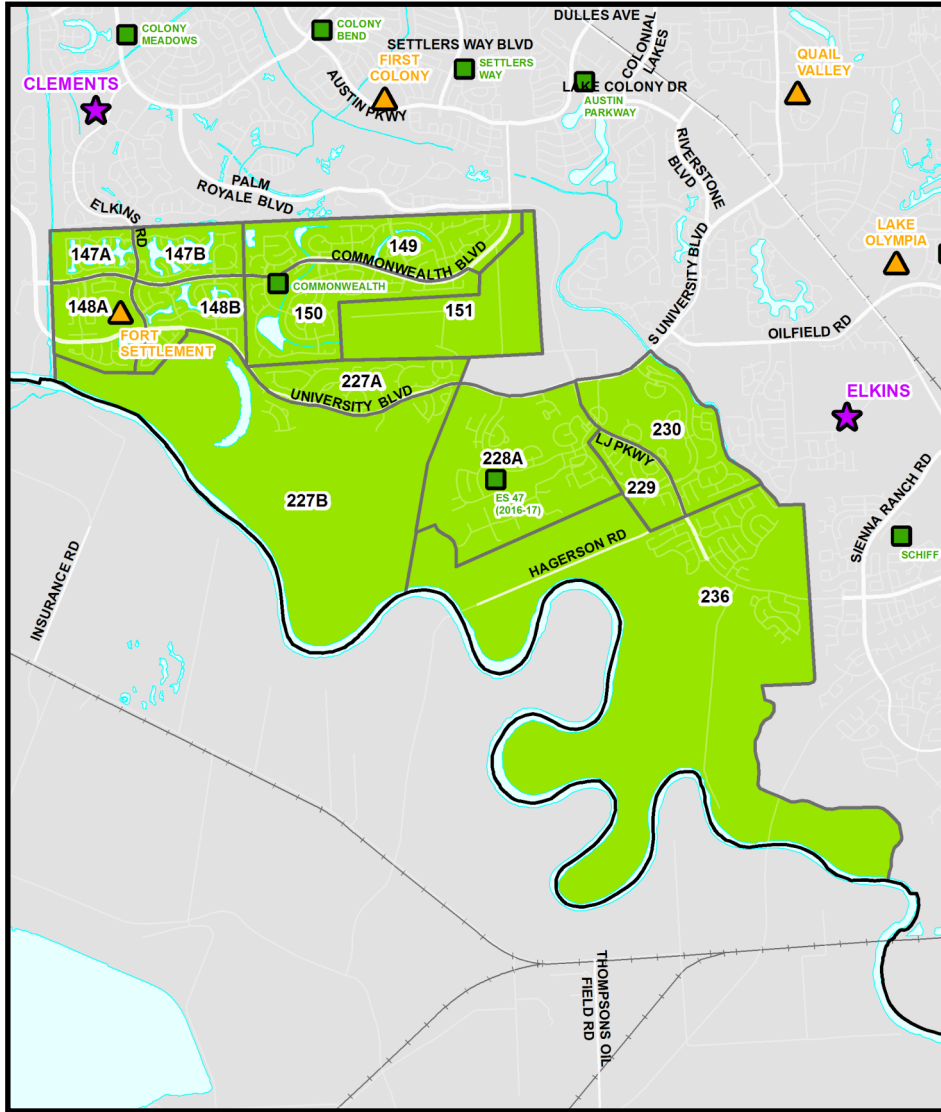 DULLES AVE
COLONY
MEADOWS
COLONY
BEND
SETTLERS WAY BLVD
COLONIAL
LAKES
FIRST
COLONY
SETTLERS
WAY
QUAIL
VALLEY
CLEMENTS
AUSTIN PKWY
LAKE COLONY DR
AUSTIN
PARKWAY
RIVERSTONE
BLVD
PALM
ROYALE BLVD
ELKINS
RD
LAKE
OLYMPIA
147A
147B
149
COMMONWEALTH BLVD
COMMONWEALTH
148A
148B
150
151
S UNIVERSITY BLVD
OILFIELD RD
FORT
SETTLEMENT
227A
UNIVERSITY BLVD
ELKINS
230
LJ PKWY
228A
229
ES 47
(2016-17)
227B
SIENNA RANCH RD
SCHIFF
HAGERSON RD
INSURANCE RD
236
THOMPSONS OIL
FIELD RD